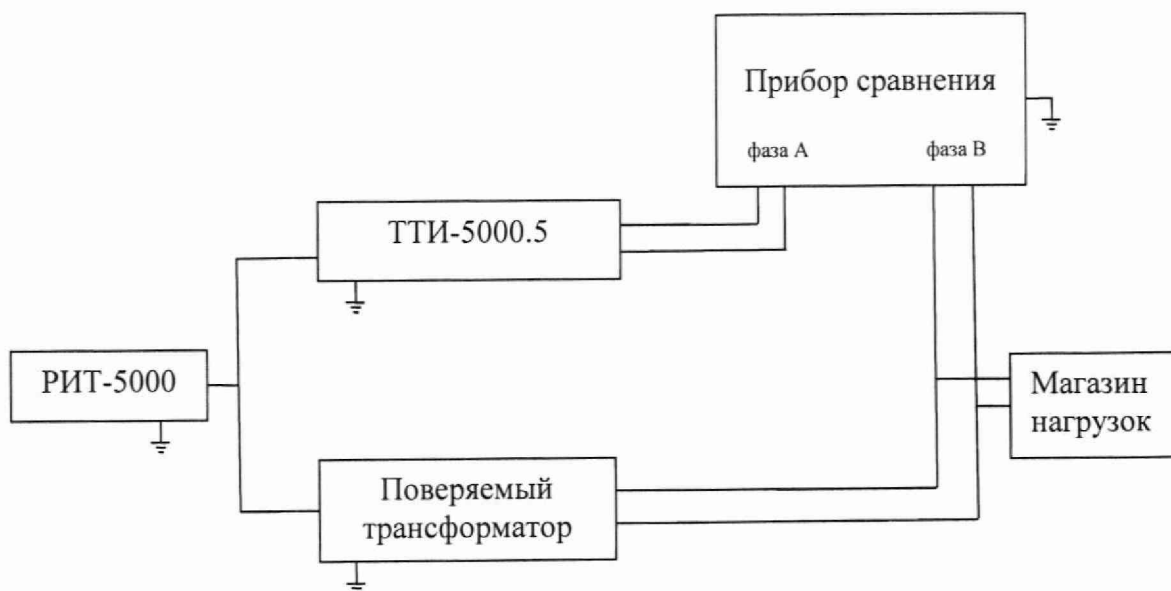 Прибор сравнения
фаза А
фаза В
ТТИ-5000.5
РИТ-5000
Магазин
нагрузок
Поверяемый
трансформатор